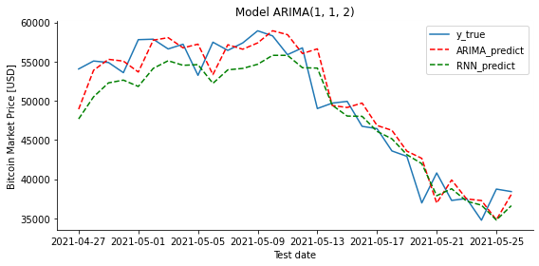 Model ARIMA(1, 1, 2)
y_true
ARIMA_predict
RNN_predict
Bitcoin Market Price [USD]
60000
55000
50000
45000
40000
35000
2021-04-27
2021-05-01
2021-05-05
2021-05-09
2021-05-13
2021-05-17
2021-05-21
2021-05-25
Test date